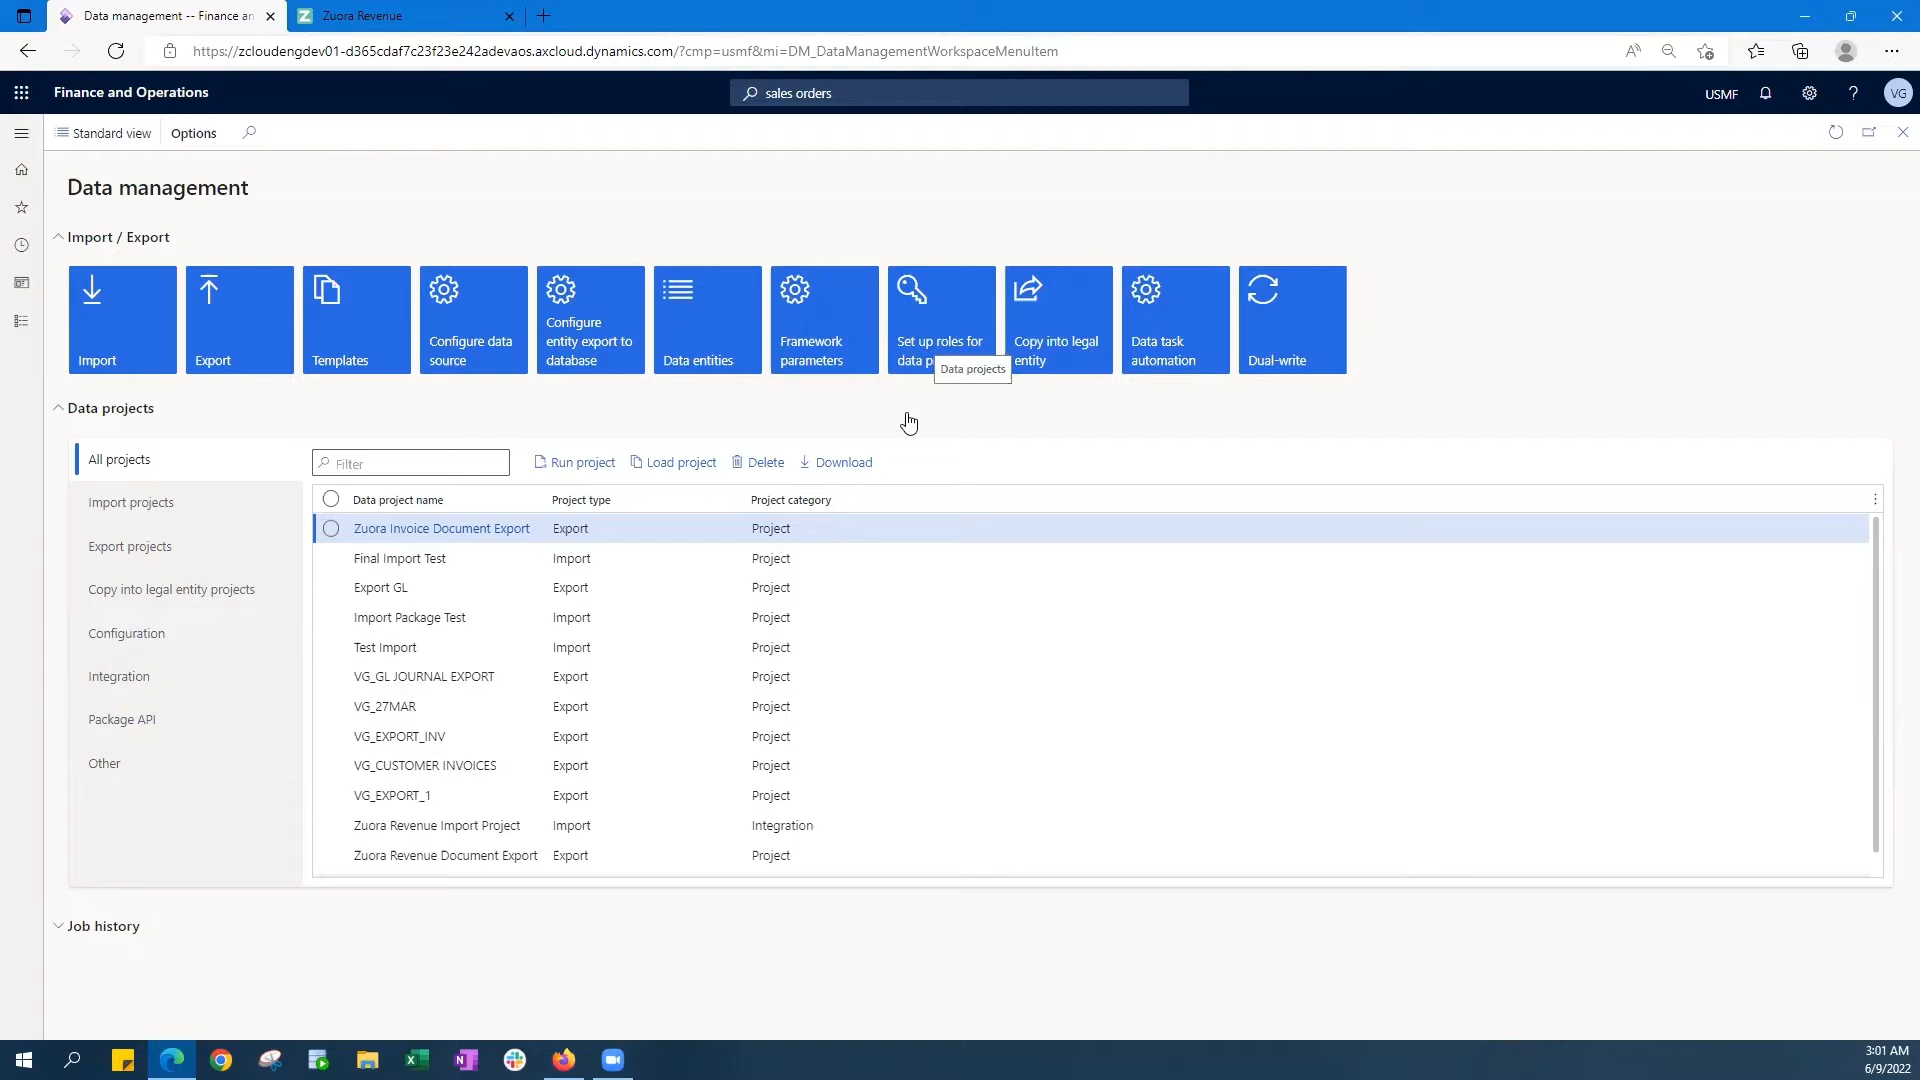 Data management -- Finance an
Zuora Revenue
https://zcloudengdev01-d365cdaf7c23f23e242adevaos.axcloud.dynamics.com/?cmp=usmf&mi=DM_DataManagementWorkspaceMenuItem
Finance and Operations
sales orders
USMF
?
VG
Standard view
Options
Data management
Import / Export
Import
Export
Templates
Configure data
source
Configure
entity export to
database
Data entities
Framework
parameters
Set up roles for
data p
Copy into legal
entity
Data task
automation
Dual-write
Data projects
Data projects
All projects
Import projects
Export projects
Copy into legal entity projects
Configuration
Integration
Package API
Other
Filter
Run project
Load project
Delete
Download
Data project name Project type Project category
Zuora Invoice Document Export Export Project
Final Import Test Import Project
Export GL Export Project
Import Package Test Import Project
Test Import Import Project
VG_GL JOURNAL EXPORT Export Project
VG_27MAR Export Project
VG_EXPORT_INV Export Project
VG_CUSTOMER INVOICES Export Project
VG_EXPORT_1 Export Project
Zuora Revenue Import Project Import Integration
Zuora Revenue Document Export Export Project
Job history
3:01 AM
6/9/2022